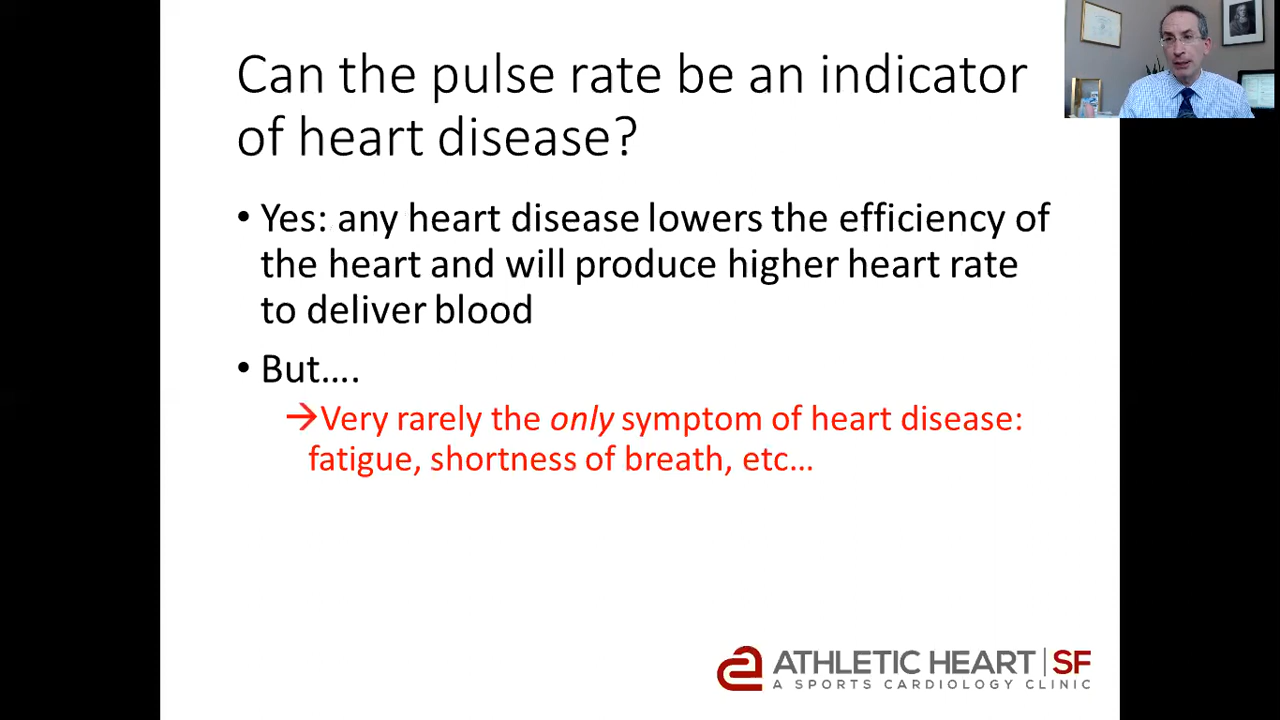 Can the pulse rate be an indicator
of heart disease?
• Yes: any heart disease lowers the efficiency of
the heart and will produce higher heart rate
to deliver blood
• But….
→Very rarely the only symptom of heart disease:
fatigue, shortness of breath, etc…
ATHLETIC HEART | SF
A SPORTS CARDIOLOGY CLINIC